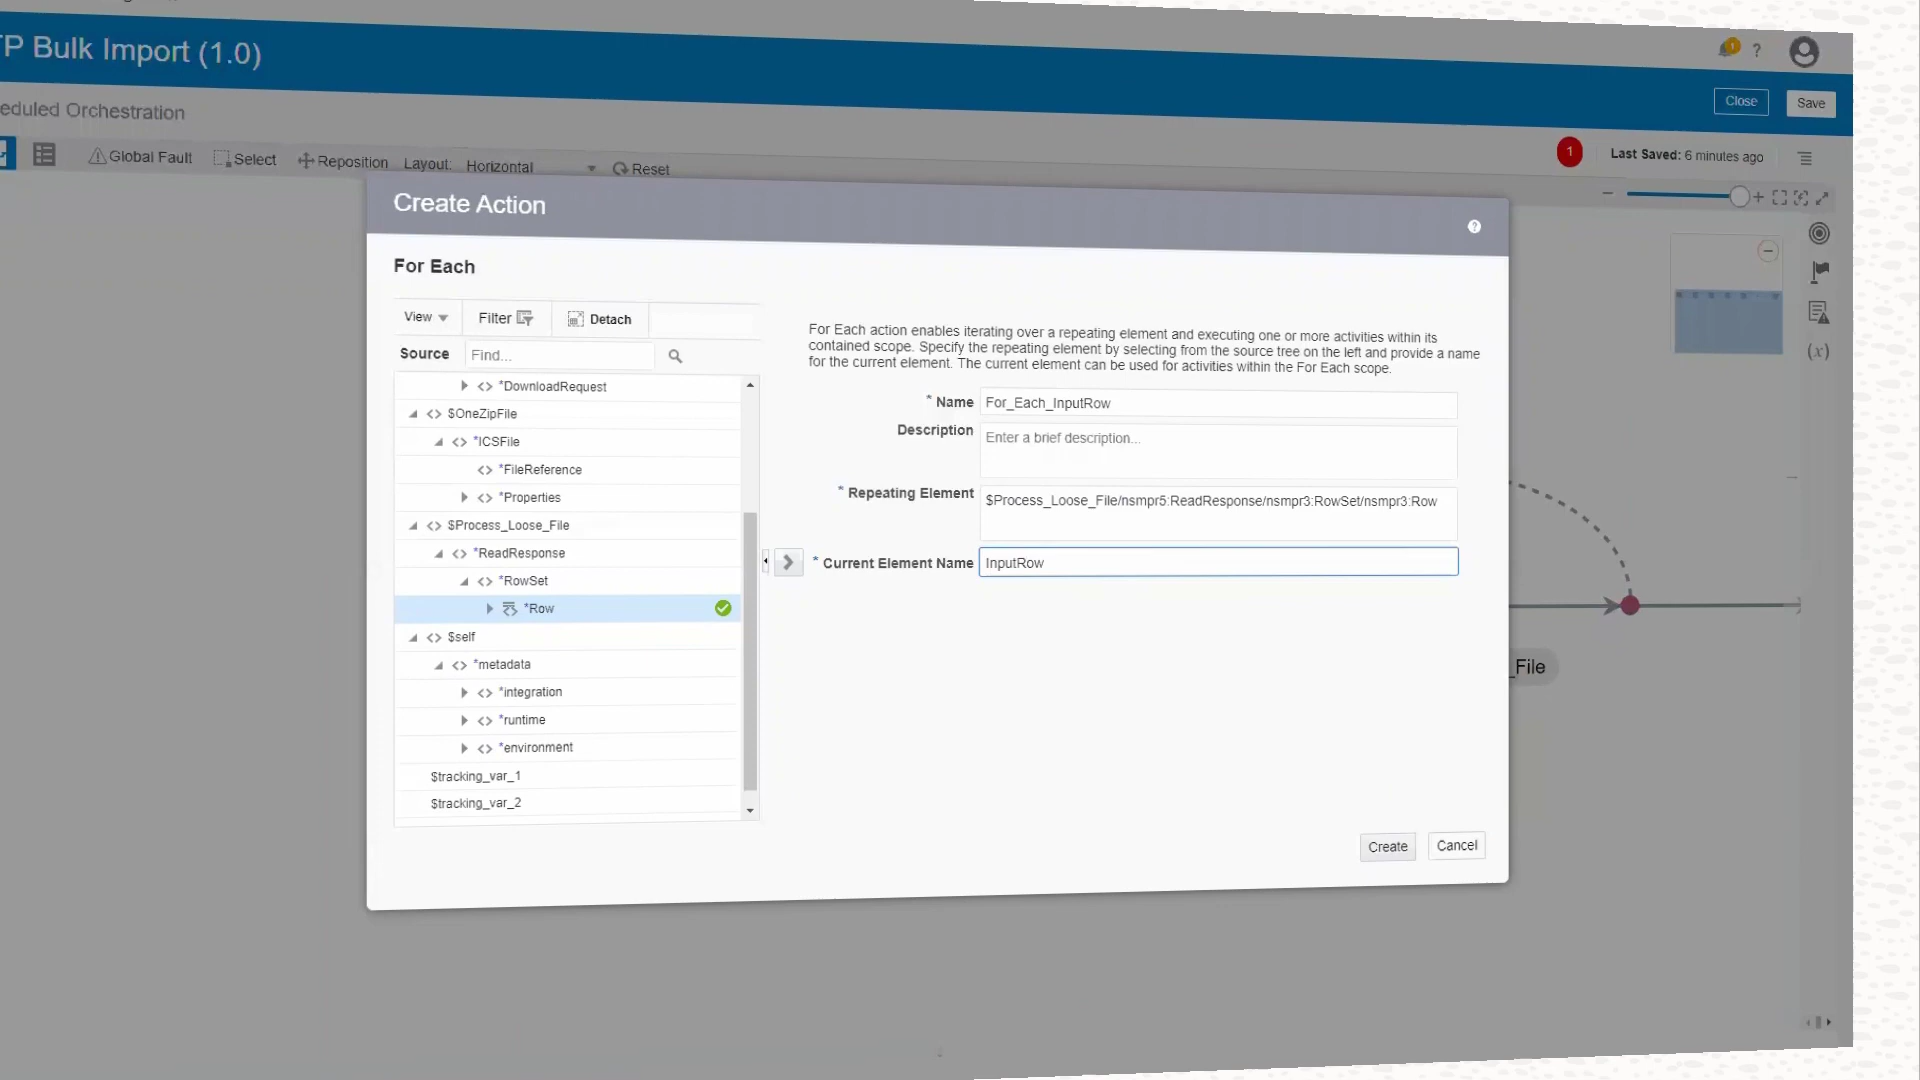 P Bulk Import (1.0)
1
?
eduled Orchestration
Close
Save
Global Fault
Select
Reposition
Layout:
Horizontal
Reset
1
Last Saved: 6 minutes ago
Create Action
?
For Each
View
Filter
Detach
Source
Find...
*DownloadRequest
$OneZipFile
*ICSFile
*FileReference
*Properties
$Process_Loose_File
*ReadResponse
*RowSet
*Row
$self
*metadata
*integration
*runtime
*environment
$tracking_var_1
$tracking_var_2
For Each action enables iterating over a repeating element and executing one or more activities within its
contained scope. Specify the repeating element by selecting from the source tree on the left and provide a name
for the current element. The current element can be used for activities within the For Each scope.
* Name
For_Each_InputRow
Description
Enter a brief description...
* Repeating Element
$Process_Loose_File/nsmpr5:ReadResponse/nsmpr3:RowSet/nsmpr3:Row
* Current Element Name
InputRow
Create
Cancel
(x)
_File